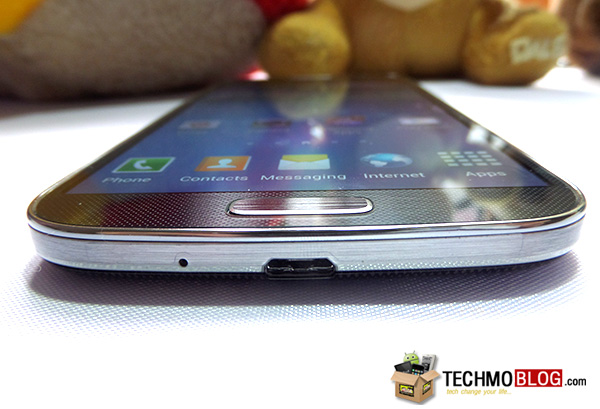 Phone Contacts Messaging Internet Apps
TECHMOBLOG.com
tech change your life...